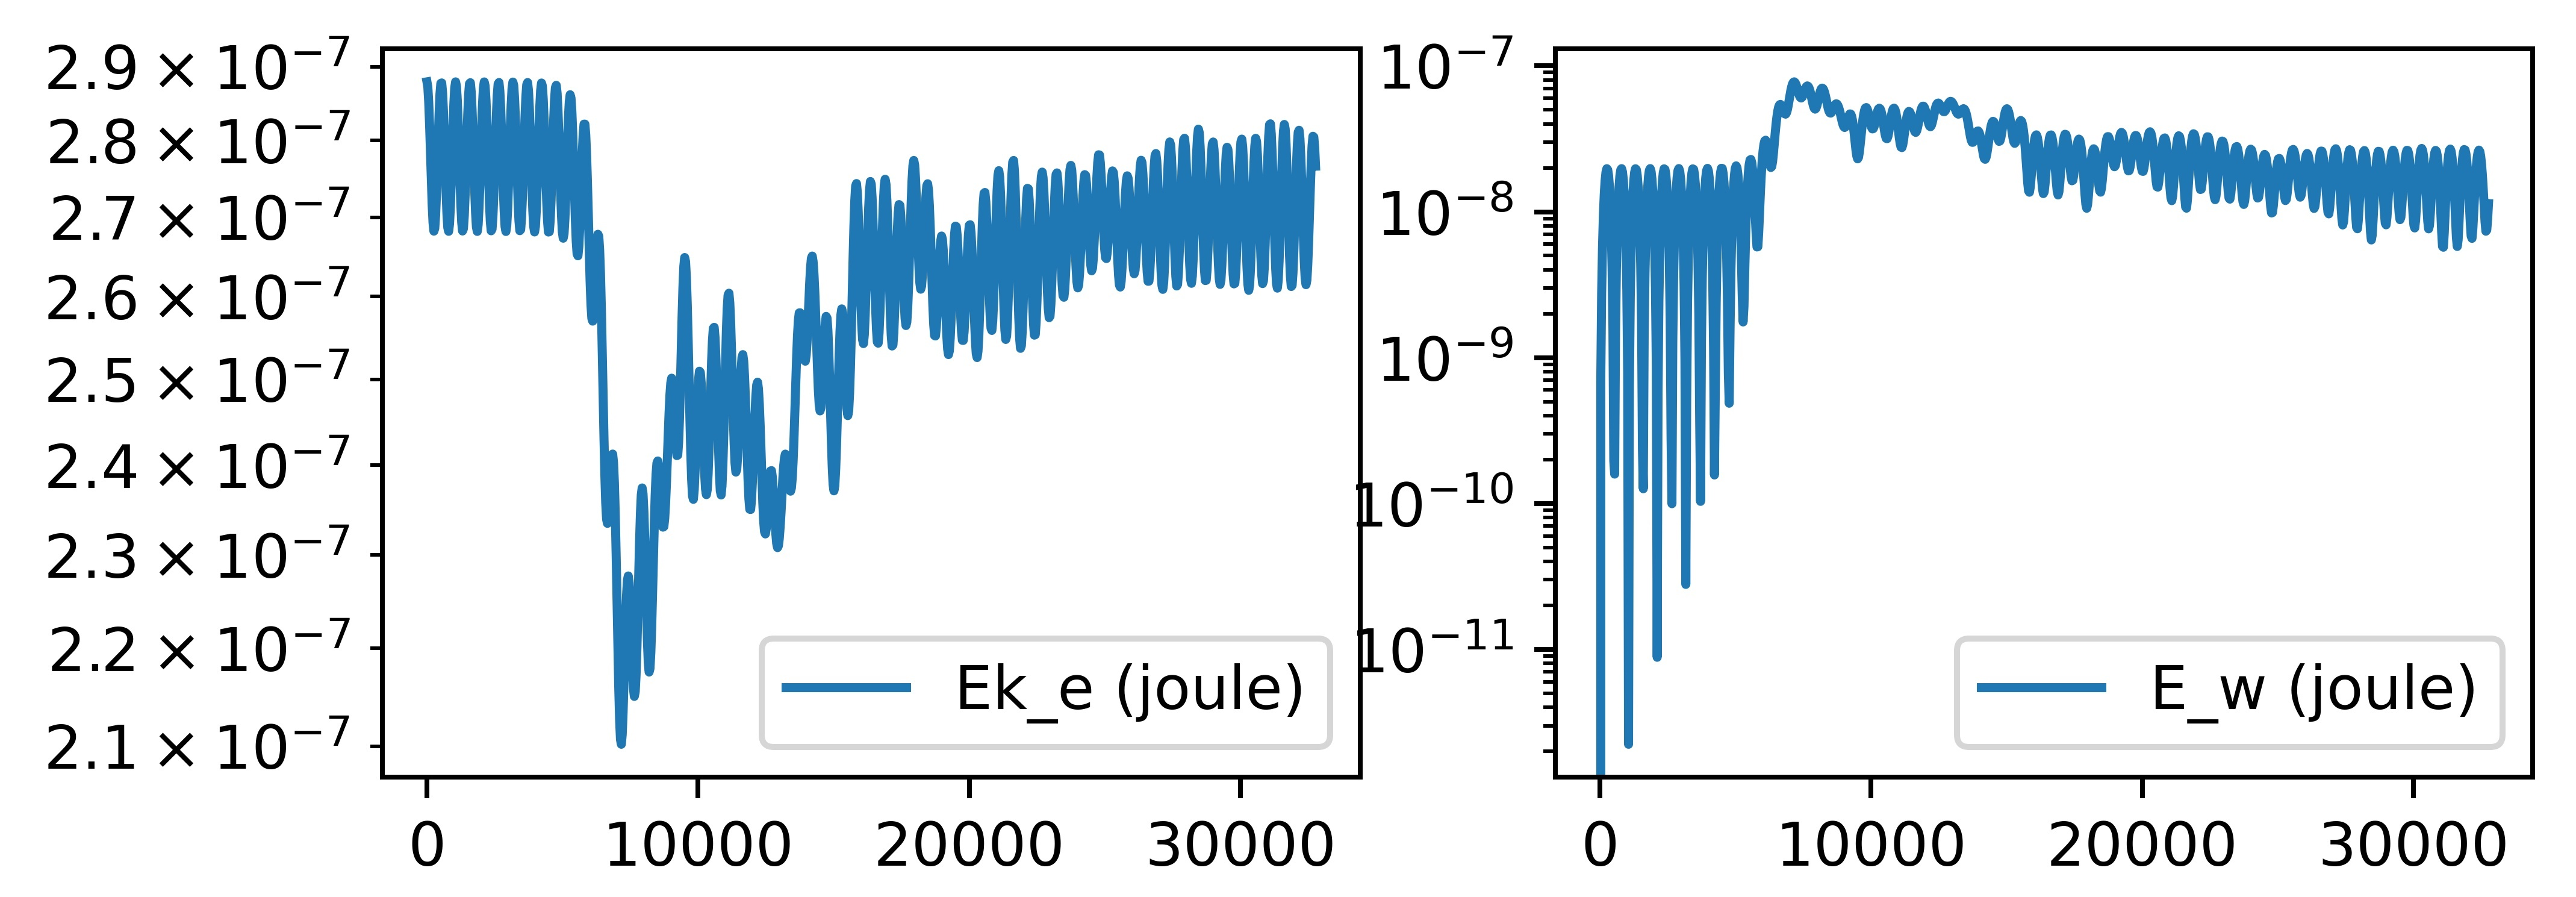 2.9 × 10⁻⁷
2.8 × 10⁻⁷
2.7 × 10⁻⁷
2.6 × 10⁻⁷
2.5 × 10⁻⁷
2.4 × 10⁻⁷
2.3 × 10⁻⁷
2.2 × 10⁻⁷
2.1 × 10⁻⁷
Ek_e (joule)
0 10000 20000 30000
10⁻⁷
10⁻⁸
10⁻⁹
10⁻¹⁰
10⁻¹¹
E_w (joule)
0 10000 20000 30000